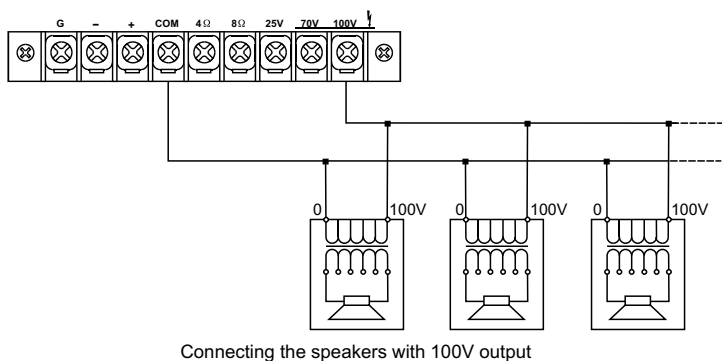 G − + COM 4Ω 8Ω 25V 70V 100V
0 100V 0 100V 0 100V
Connecting the speakers with 100V output